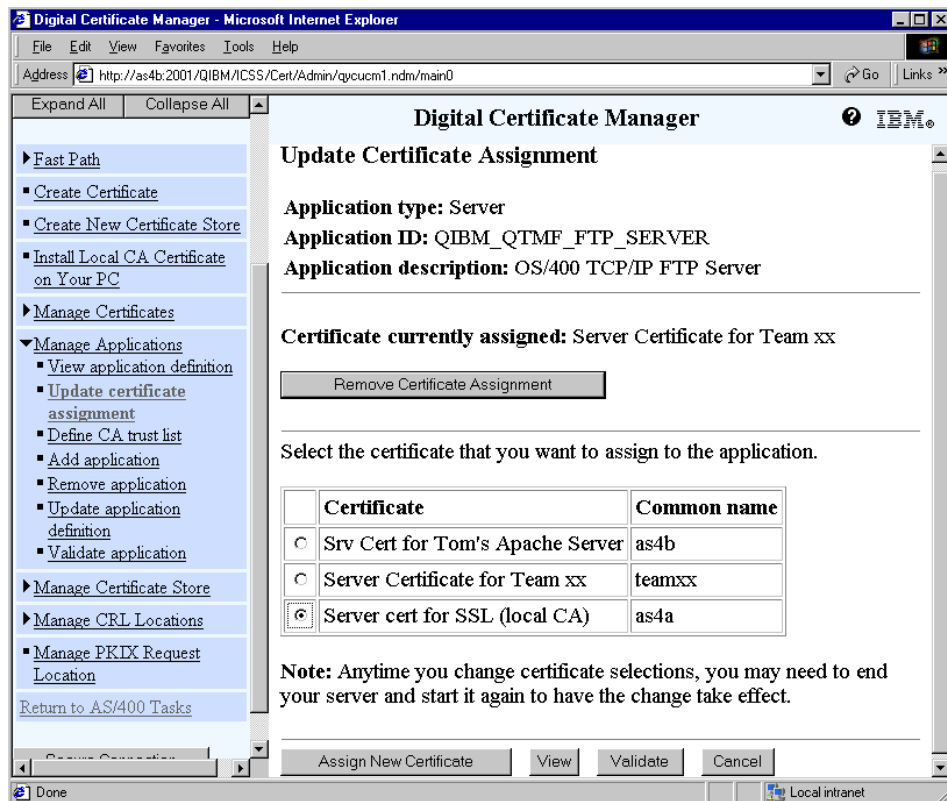 Digital Certificate Manager - Microsoft Internet Explorer
File Edit View Favorites Tools Help
Address http://as4b:2001/QIBM/ICSS/Cert/Admin/qycucm1.ndm/main0 Go Links »
Expand All Collapse All
Fast Path
Create Certificate
Create New Certificate Store
Install Local CA Certificate
on Your PC
Manage Certificates
Manage Applications
View application definition
Update certificate
assignment
Define CA trust list
Add application
Remove application
Update application
definition
Validate application
Manage Certificate Store
Manage CRL Locations
Manage PKIX Request
Location
Return to AS/400 Tasks
Secure Connection
Digital Certificate Manager
IBM®
Update Certificate Assignment
Application type: Server
Application ID: QIBM_QTMF_FTP_SERVER
Application description: OS/400 TCP/IP FTP Server
Certificate currently assigned: Server Certificate for Team xx
Remove Certificate Assignment
Select the certificate that you want to assign to the application.
Certificate Common name
Srv Cert for Tom's Apache Server as4b
Server Certificate for Team xx teamxx
Server cert for SSL (local CA) as4a
Note: Anytime you change certificate selections, you may need to end
your server and start it again to have the change take effect.
Assign New Certificate View Validate Cancel
Done Local intranet